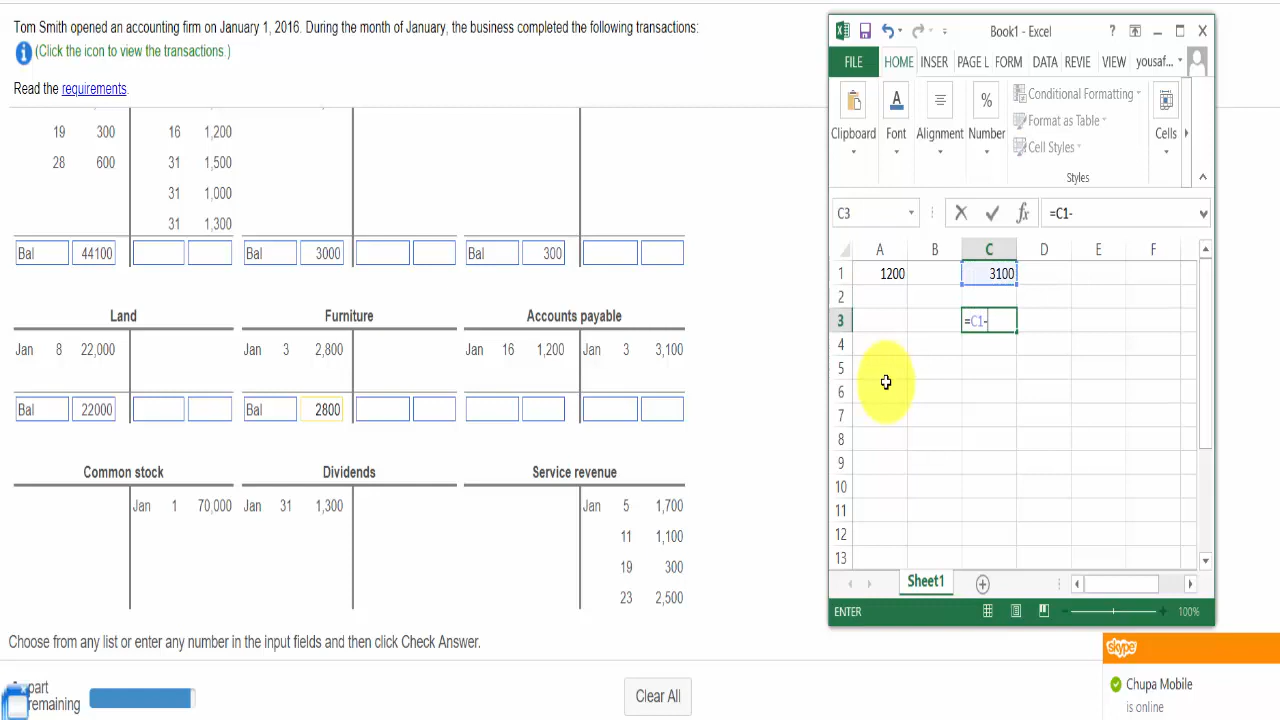 Tom Smith opened an accounting firm on January 1, 2016. During the month of January, the business completed the following transactions:
(Click the icon to view the transactions.)
Read the requirements.
19 300 16 1,200
28 600 31 1,500
31 1,000
31 1,300
Bal 44100 Bal 3000 Bal 300
Land Furniture Accounts payable
Jan 8 22,000 Jan 3 2,800 Jan 16 1,200 Jan 3 3,100
Bal 22000 Bal 2800
Common stock Dividends Service revenue
Jan 1 70,000 Jan 31 1,300 Jan 5 1,700
11 1,100
19 300
23 2,500
Choose from any list or enter any number in the input fields and then click Check Answer.
part
remaining
Clear All
Book1 - Excel ?
FILE HOME INSER PAGE L FORM DATA REVIE VIEW yousaf...
Clipboard Font Alignment Number Cells
%
Conditional Formatting
Format as Table
Cell Styles
Styles
C3 fx =C1-
A B C D E F
1 1200 3100
2
3 =C1-
4
5
6
7
8
9
10
11
12
13
Sheet1
ENTER 100%
skype
Chupa Mobile
is online